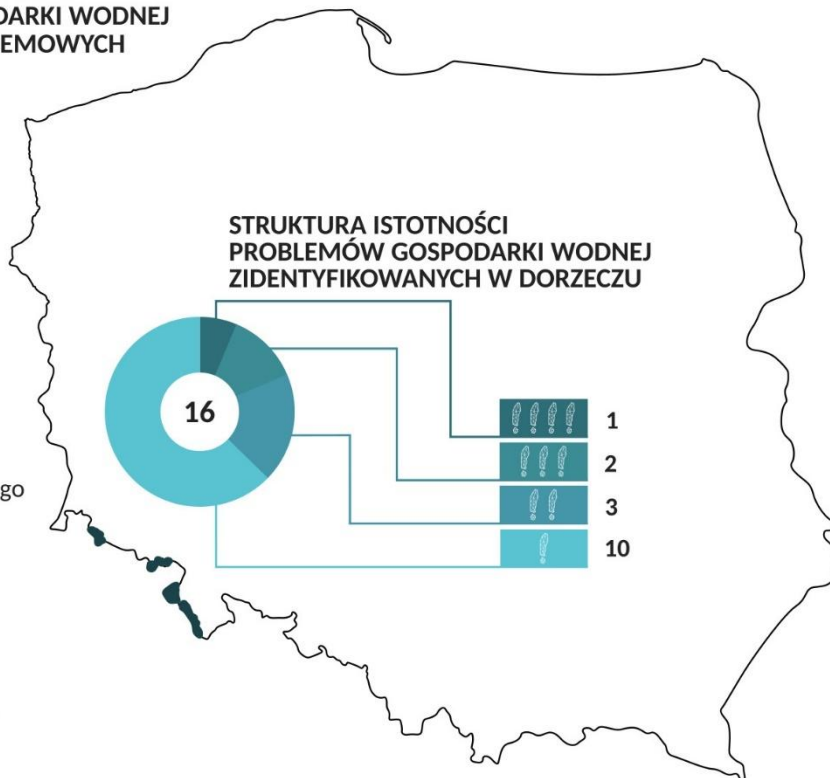 DARKI WODNEJ
EMOWYCH
STRUKTURA ISTOTNOŚCI
PROBLEMÓW GOSPODARKI WODNEJ
ZIDENTYFIKOWANYCH W DORZECZU
16
! ! ! ! 1
! ! ! 2
! ! 3
! 10
go